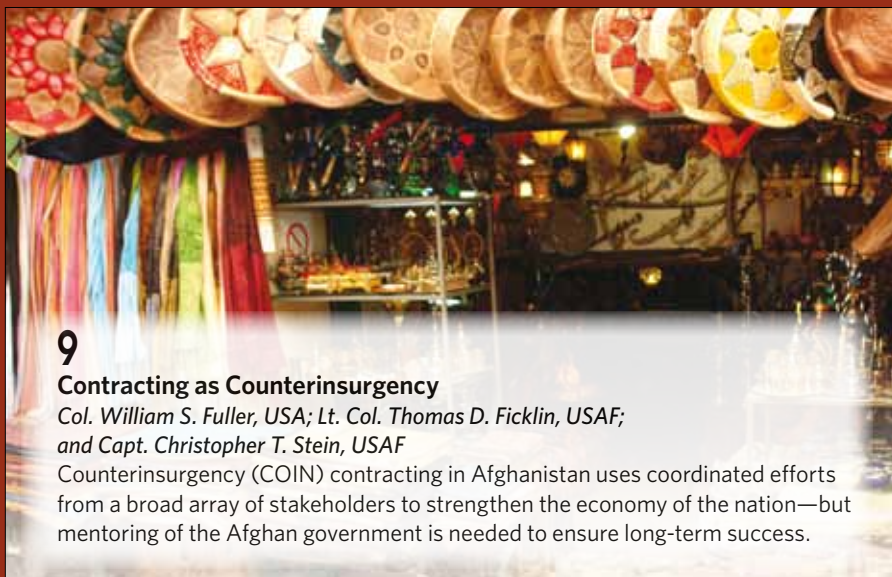 9
Contracting as Counterinsurgency
Col. William S. Fuller, USA; Lt. Col. Thomas D. Ficklin, USAF;
and Capt. Christopher T. Stein, USAF
Counterinsurgency (COIN) contracting in Afghanistan uses coordinated efforts
from a broad array of stakeholders to strengthen the economy of the nation—but
mentoring of the Afghan government is needed to ensure long-term success.